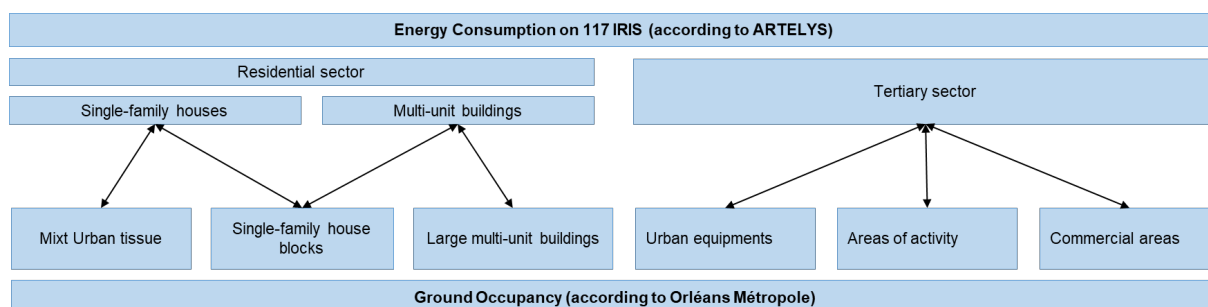 Energy Consumption on 117 IRIS (according to ARTELYS)
Residential sector
Tertiary sector
Single-family houses
Multi-unit buildings
Mixt Urban tissue
Single-family house
blocks
Large multi-unit buildings
Urban equipments
Areas of activity
Commercial areas
Ground Occupancy (according to Orléans Métropole)